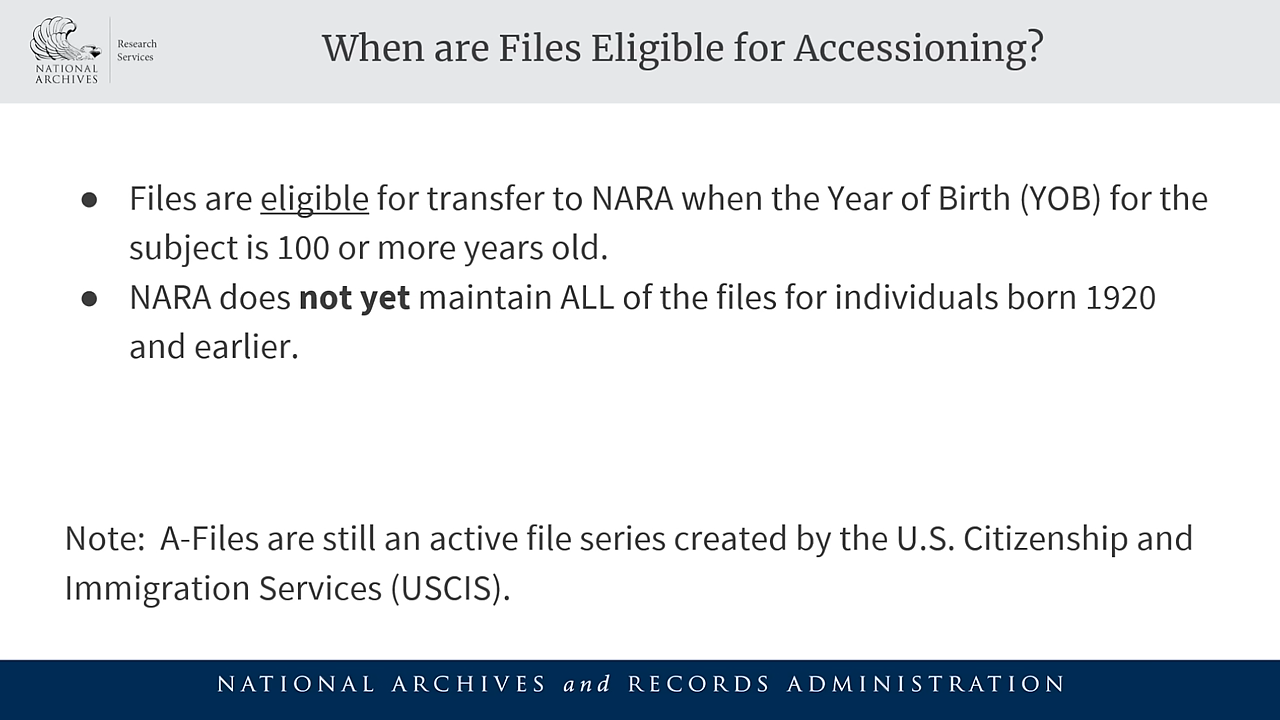 NATIONAL
ARCHIVES
Research
Services
When are Files Eligible for Accessioning?
● Files are eligible for transfer to NARA when the Year of Birth (YOB) for the
subject is 100 or more years old.
● NARA does not yet maintain ALL of the files for individuals born 1920
and earlier.
Note:  A-Files are still an active file series created by the U.S. Citizenship and
Immigration Services (USCIS).
NATIONAL ARCHIVES and RECORDS ADMINISTRATION